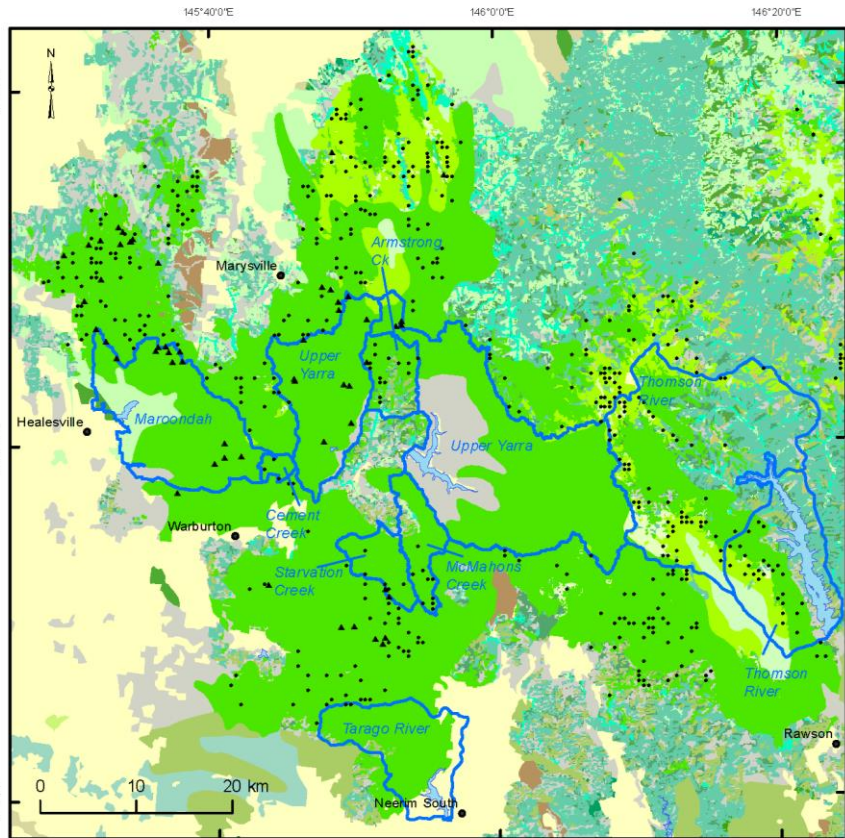 145°40'0"E
146°0'0"E
146°20'0"E
N
Armstrong
Ck
Marysville
Upper
Yarra
Thomson
River
Maroondah
Healesville
Upper Yarra
Cement
Creek
Warburton
Starvation
Creek
McMahons
Creek
Thomson
River
Tarago River
Rawson
0 10 20 km
Neerim South